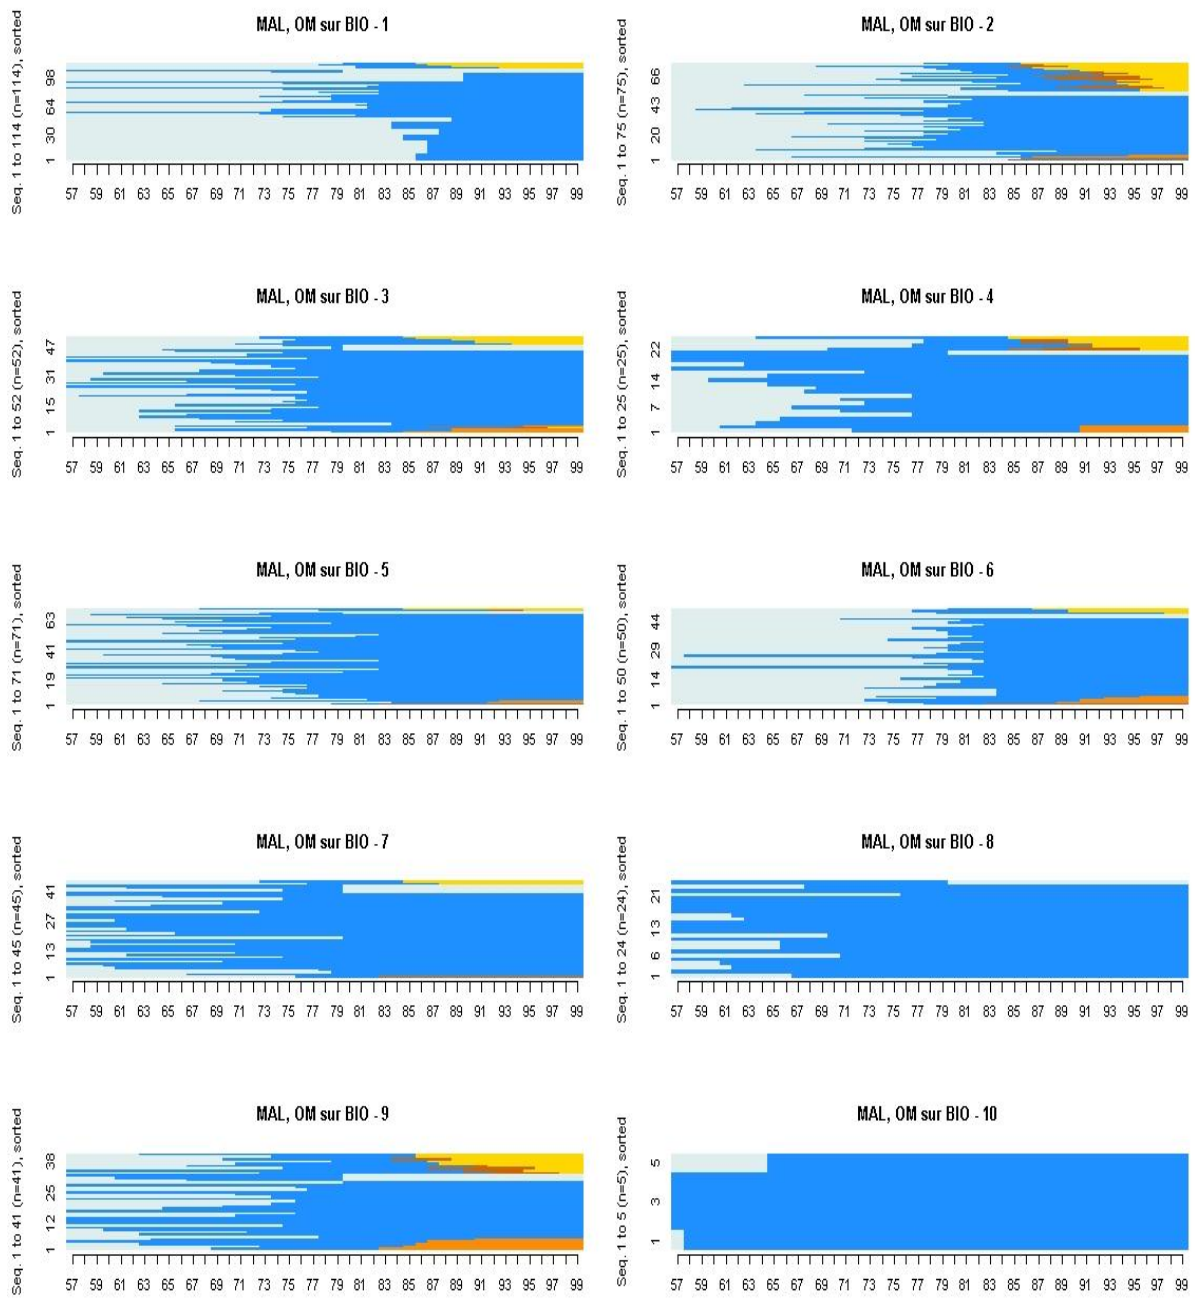 MAL, OM sur BIO - 1
Seq. 1 to 114 (n=114), sorted
1 30 64 98
57 59 61 63 65 67 69 71 73 75 77 79 81 83 85 87 89 91 93 95 97 99
MAL, OM sur BIO - 2
Seq. 1 to 75 (n=75), sorted
1 20 43 66
57 59 61 63 65 67 69 71 73 75 77 79 81 83 85 87 89 91 93 95 97 99
MAL, OM sur BIO - 3
Seq. 1 to 52 (n=52), sorted
1 15 31 47
57 59 61 63 65 67 69 71 73 75 77 79 81 83 85 87 89 91 93 95 97 99
MAL, OM sur BIO - 4
Seq. 1 to 25 (n=25), sorted
1 7 14 22
57 59 61 63 65 67 69 71 73 75 77 79 81 83 85 87 89 91 93 95 97 99
MAL, OM sur BIO - 5
Seq. 1 to 71 (n=71), sorted
1 19 41 63
57 59 61 63 65 67 69 71 73 75 77 79 81 83 85 87 89 91 93 95 97 99
MAL, OM sur BIO - 6
Seq. 1 to 50 (n=50), sorted
1 14 29 44
57 59 61 63 65 67 69 71 73 75 77 79 81 83 85 87 89 91 93 95 97 99
MAL, OM sur BIO - 7
Seq. 1 to 45 (n=45), sorted
1 13 27 41
57 59 61 63 65 67 69 71 73 75 77 79 81 83 85 87 89 91 93 95 97 99
MAL, OM sur BIO - 8
Seq. 1 to 24 (n=24), sorted
1 6 13 21
57 59 61 63 65 67 69 71 73 75 77 79 81 83 85 87 89 91 93 95 97 99
MAL, OM sur BIO - 9
Seq. 1 to 41 (n=41), sorted
1 12 25 38
57 59 61 63 65 67 69 71 73 75 77 79 81 83 85 87 89 91 93 95 97 99
MAL, OM sur BIO - 10
Seq. 1 to 5 (n=5), sorted
1 3 5
57 59 61 63 65 67 69 71 73 75 77 79 81 83 85 87 89 91 93 95 97 99